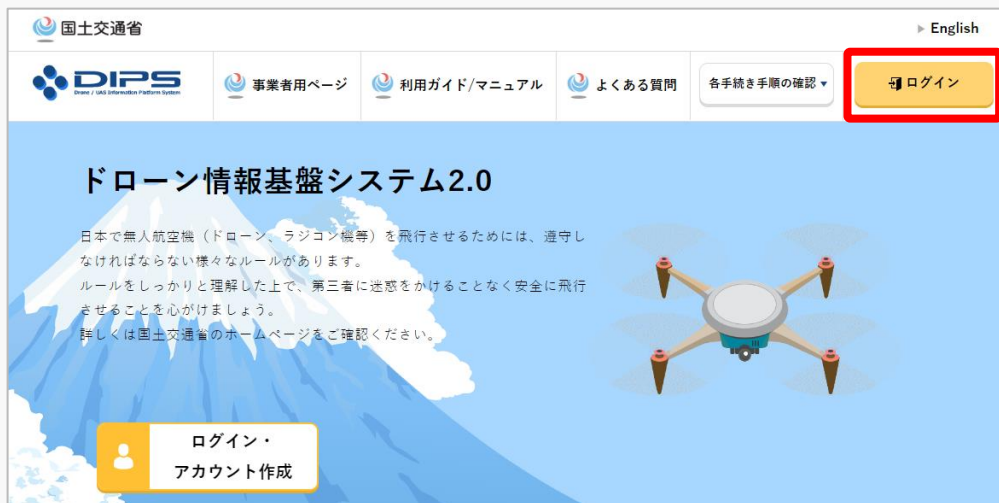 国土交通省
English
DIPS
Drone / UAS Information Platform System
事業者用ページ
利用ガイド/マニュアル
よくある質問
各手続き手順の確認
ログイン
ドローン情報基盤システム2.0
日本で無人航空機（ドローン、ラジコン機等）を飛行させるためには、遵守し
なければならない様々なルールがあります。
ルールをしっかりと理解した上で、第三者に迷惑をかけることなく安全に飛行
させることを心がけましょう。
詳しくは国土交通省のホームページをご確認ください。
ログイン・
アカウント作成